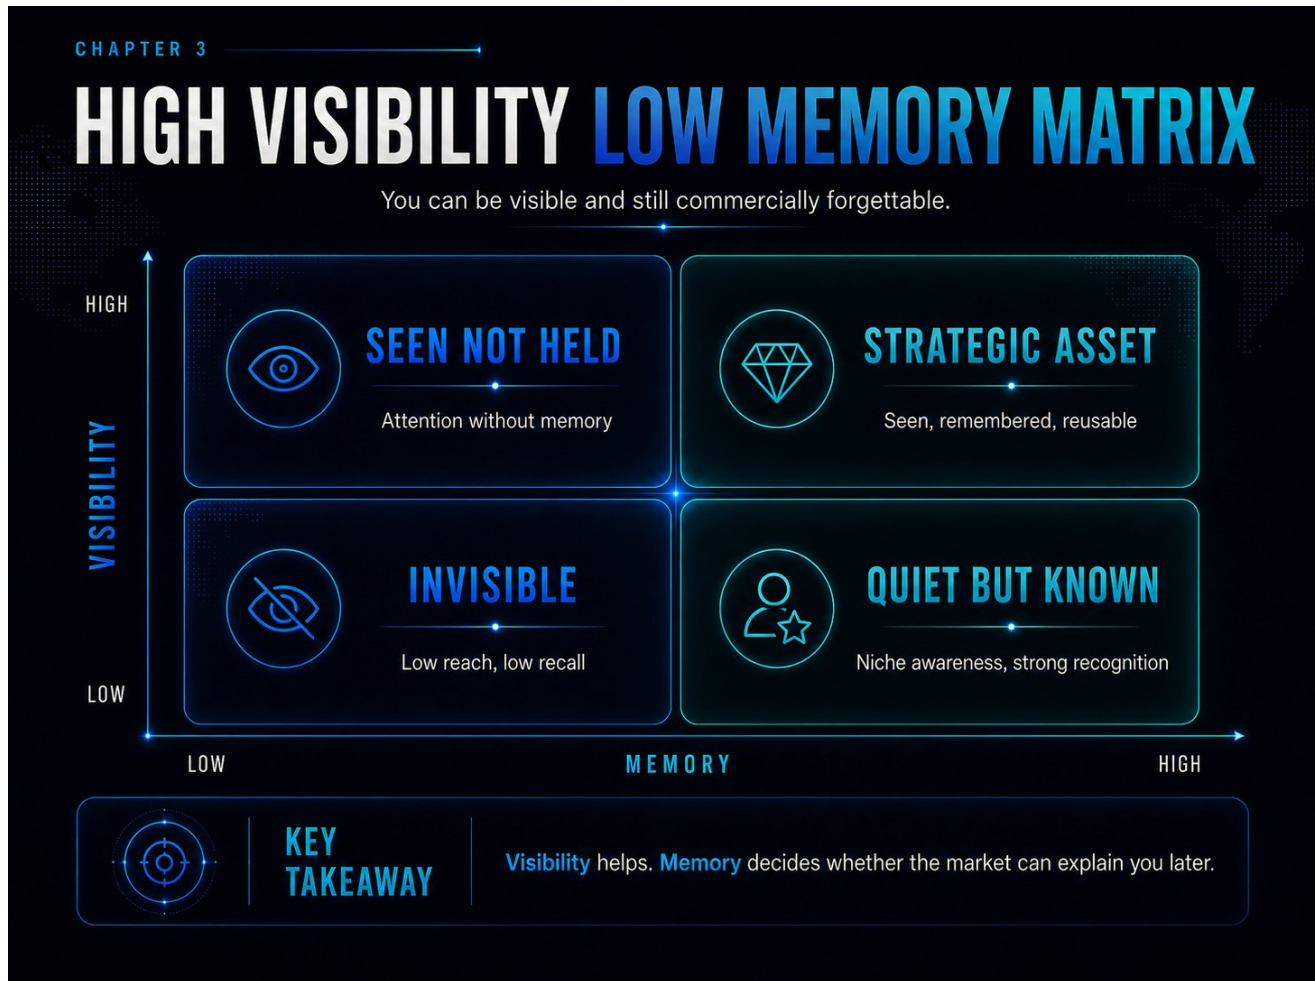 CHAPTER 3
HIGH VISIBILITY LOW MEMORY MATRIX
You can be visible and still commercially forgettable.
HIGH
VISIBILITY
LOW
SEEN NOT HELD
Attention without memory
STRATEGIC ASSET
Seen, remembered, reusable
INVISIBLE
Low reach, low recall
QUIET BUT KNOWN
Niche awareness, strong recognition
LOW
MEMORY
HIGH
KEY
TAKEAWAY
Visibility helps. Memory decides whether the market can explain you later.